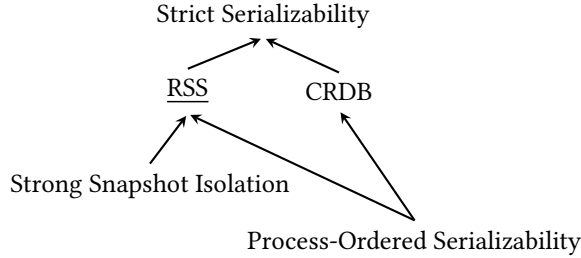 Strict Serializability
RSS CRDB
Strong Snapshot Isolation
Process-Ordered Serializability